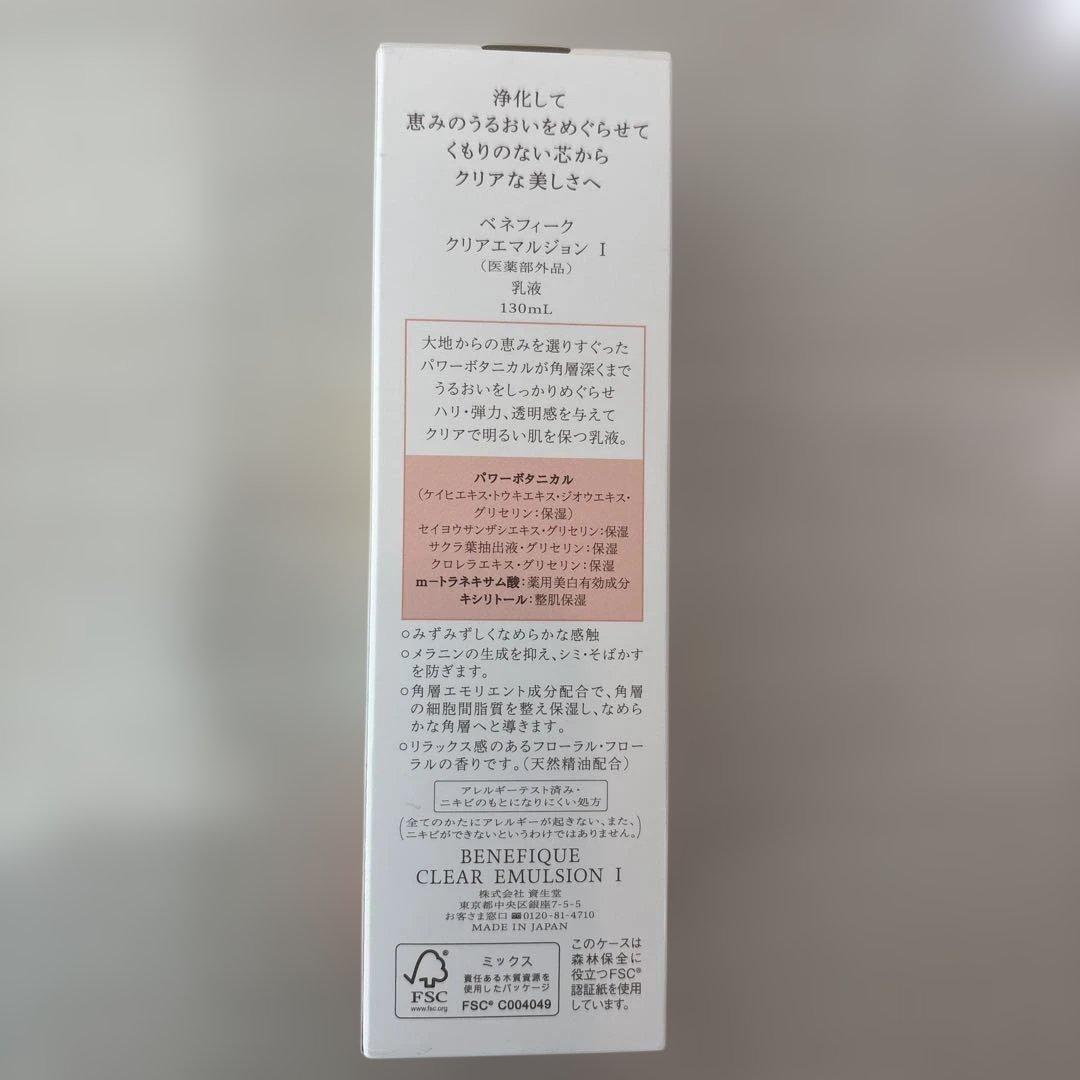 浄化して
恵みのうるおいをめぐらせて
くもりのない芯から
クリアな美しさへ
ベネフィーク
クリアエマルジョン I
(医薬部外品)
乳液
130mL
大地からの恵みを選りすぐった
パワーボタニカルが角層深くまで
うるおいをしっかりめぐらせ
ハリ・弾力、透明感を与えて
クリアで明るい肌を保つ乳液。
パワーボタニカル
(ケイヒエキス・トウキエキス・ジオウエキス・
グリセリン:保湿)
セイヨウサンザシエキス・グリセリン:保湿
サクラ葉抽出液・グリセリン:保湿
クロレラエキス・グリセリン:保湿
m-トラネキサム酸:薬用美白有効成分
キシリトール:整肌保湿
○みずみずしくなめらかな感触
○メラニンの生成を抑え、シミ・そばかす
を防ぎます。
○角層エモリエント成分配合で、角層
の細胞間脂質を整え保湿し、なめら
かな角層へと導きます。
○リラックス感のあるフローラル・フロー
ラルの香りです。(天然精油配合)
アレルギーテスト済み・
ニキビのもとになりにくい処方
(全てのかたにアレルギーが起きない、また、
ニキビができないというわけではありません。)
BENEFIQUE
CLEAR EMULSION I
株式会社 資生堂
東京都中央区銀座7-5-5
お客さま窓口 0120-81-4710
MADE IN JAPAN
FSC
www.fsc.org
ミックス
責任ある木質資源を
使用したパッケージ
FSC® C004049
このケースは
森林保全に
役立つFSC®
認証紙を使用
しています。